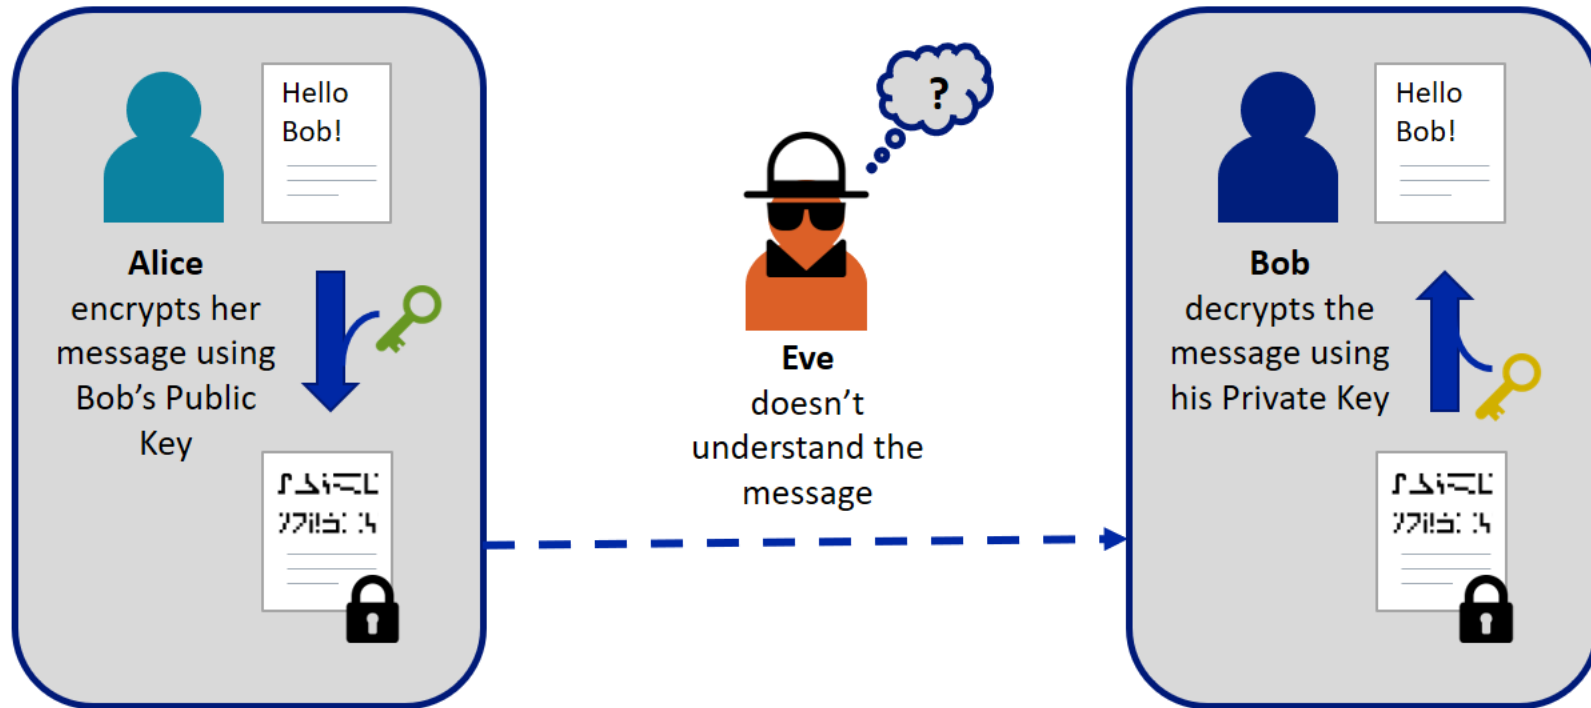 Hello
Bob!
Alice
encrypts her
message using
Bob's Public
Key
?
Eve
doesn't
understand the
message
Hello
Bob!
Bob
decrypts the
message using
his Private Key